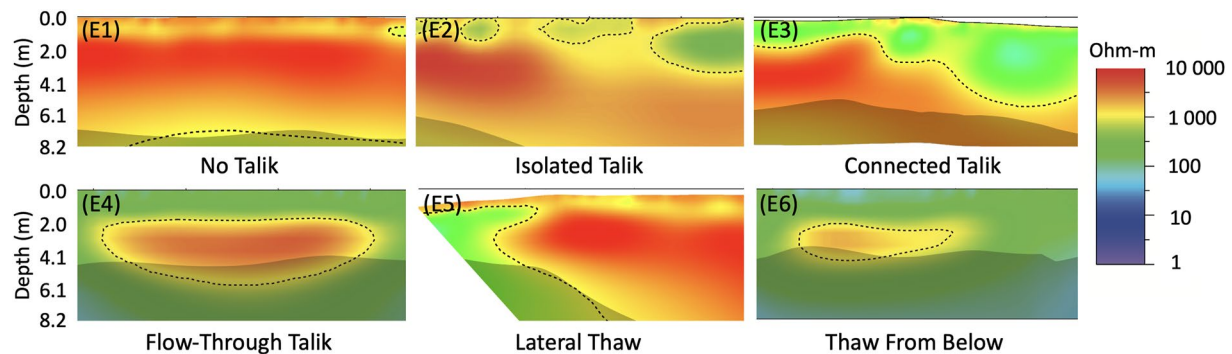 (E1)
(E2)
(E3)
Ohm-m
Depth (m)
0.0
2.0
4.1
6.1
8.2
10 000
1 000
100
10
1
No Talik
Isolated Talik
Connected Talik
(E4)
(E5)
(E6)
Depth (m)
0.0
2.0
4.1
6.1
8.2
Flow-Through Talik
Lateral Thaw
Thaw From Below